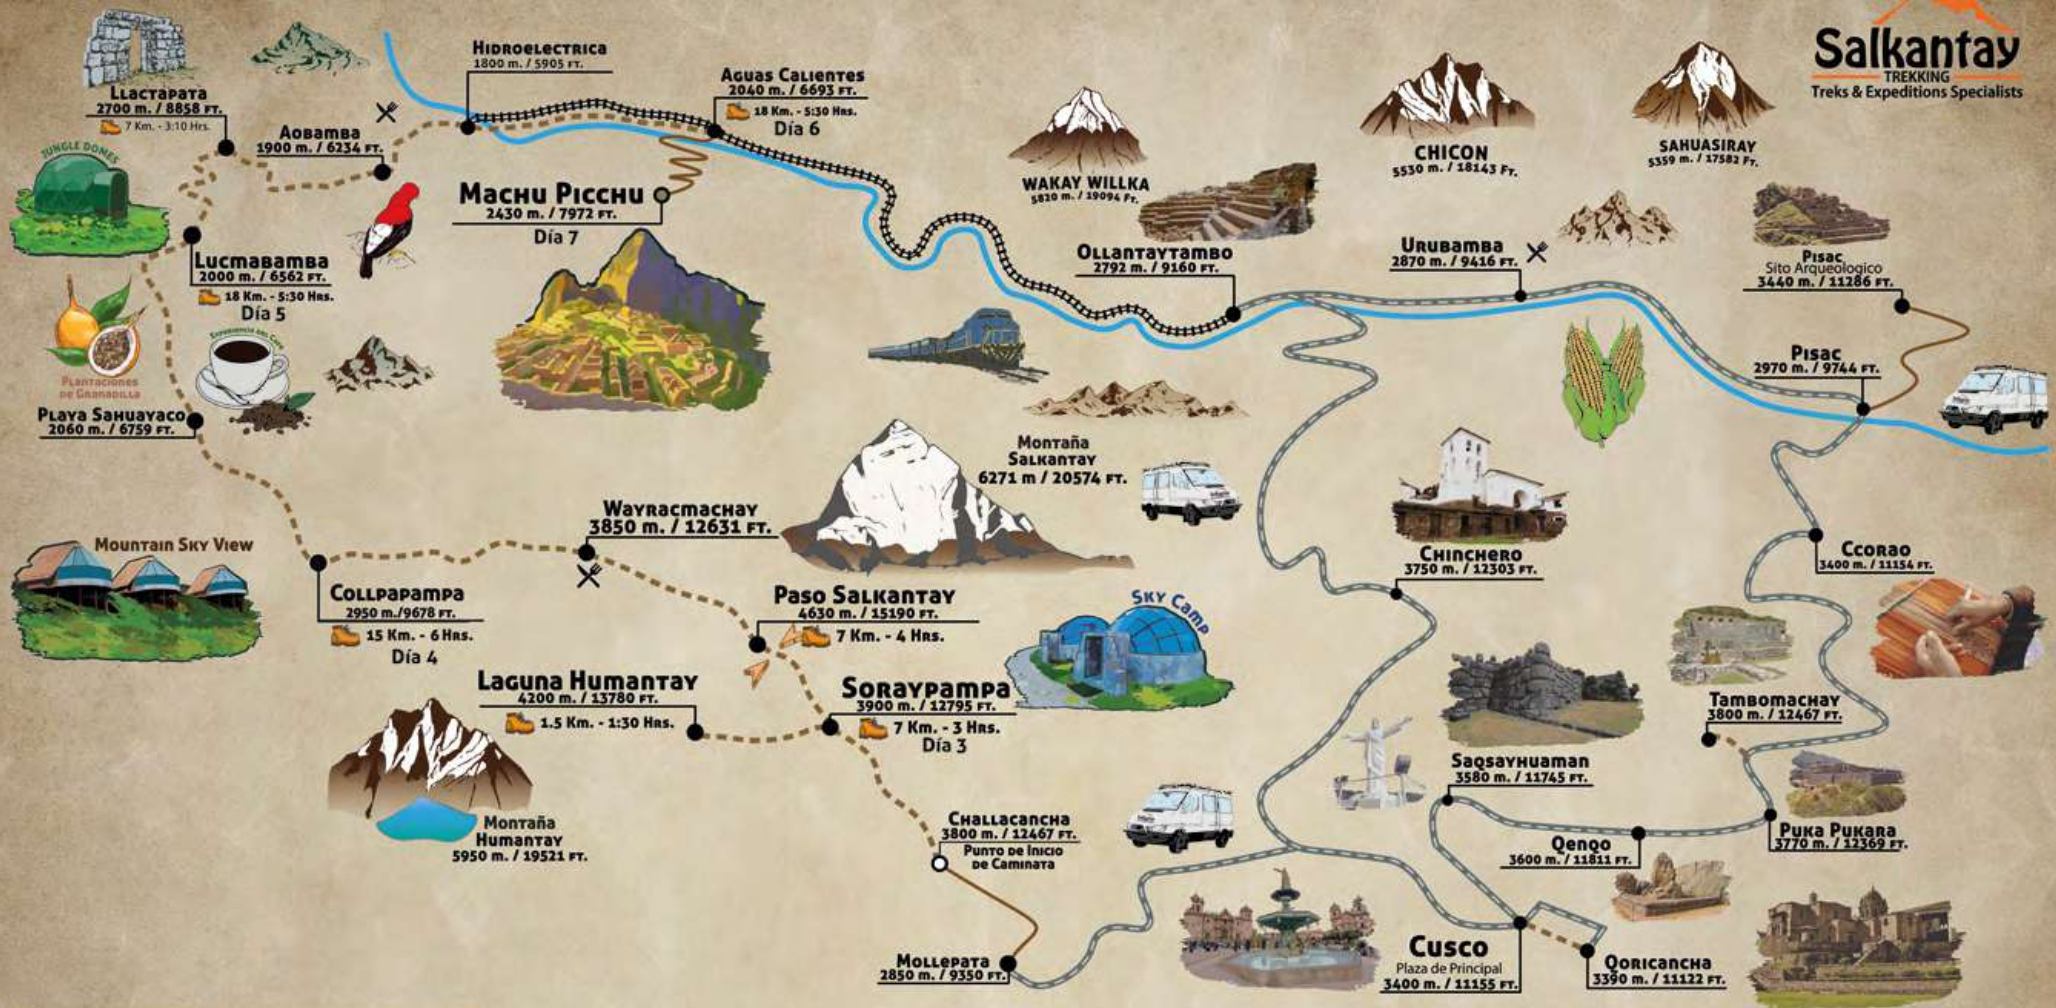 Salkantay
TREKKING
Treks & Expeditions Specialists
LLACTAPATA
2700 m. / 8858 FT.
7 Km. - 3:10 Hrs.
AOBAMBA
1900 m. / 6234 FT.
HIDROELECTRICA
1800 m. / 5905 FT.
AGUAS CALIENTES
2040 m. / 6693 FT.
18 Km. - 5:30 Hrs.
Día 6
JUNGLE DOMES
MACHU PICCHU
2430 m. / 7972 FT.
Día 7
WAKAY WILLKA
5820 m. / 19094 FT.
CHICON
5530 m. / 18143 FT.
SAHUASIRAY
5359 m. / 17582 FT.
LUCMABAMBA
2000 m. / 6562 FT.
18 Km. - 5:30 Hrs.
Día 5
OLLANTAYTAMBO
2792 m. / 9160 FT.
URUBAMBA
2870 m. / 9416 FT.
PISAC
Sito Arqueologico
3440 m. / 11286 FT.
PISAC
2970 m. / 9744 FT.
EXPERIENCIA DEL CAFE
PLANTACIONES
DE GRANADILLA
PLAYA SAHUAYACO
2060 m. / 6759 FT.
MONTAÑA
SALKANTAY
6271 m / 20574 FT.
WAYRACMACHAY
3850 m. / 12631 FT.
MOUNTAIN SKY VIEW
COLLPAPAMPA
2950 m./9678 FT.
15 Km. - 6 Hrs.
Día 4
PASO SALKANTAY
4630 m. / 15190 FT.
7 Km. - 4 Hrs.
SKY CAMP
CHINCHERO
3750 m. / 12303 FT.
CCORAO
3400 m. / 11154 FT.
LAGUNA HUMANTAY
4200 m. / 13780 FT.
1.5 Km. - 1:30 Hrs.
SORAYPAMPA
3900 m. / 12795 FT.
7 Km. - 3 Hrs.
Día 3
TAMBOMACHAY
3800 m. / 12467 FT.
SAQSAYHUAMAN
3580 m. / 11745 FT.
MONTAÑA
HUMANTAY
5950 m. / 19521 FT.
CHALLACANCHA
3800 m. / 12467 FT.
PUNTO DE INICIO
DE CAMINATA
QENQO
3600 m. / 11811 FT.
PUKA PUKARA
3770 m. / 12369 FT.
MOLLEPATA
2850 m. / 9350 FT.
CUSCO
Plaza de Principal
3400 m. / 11155 FT.
QORICANCHA
3390 m. / 11122 FT.